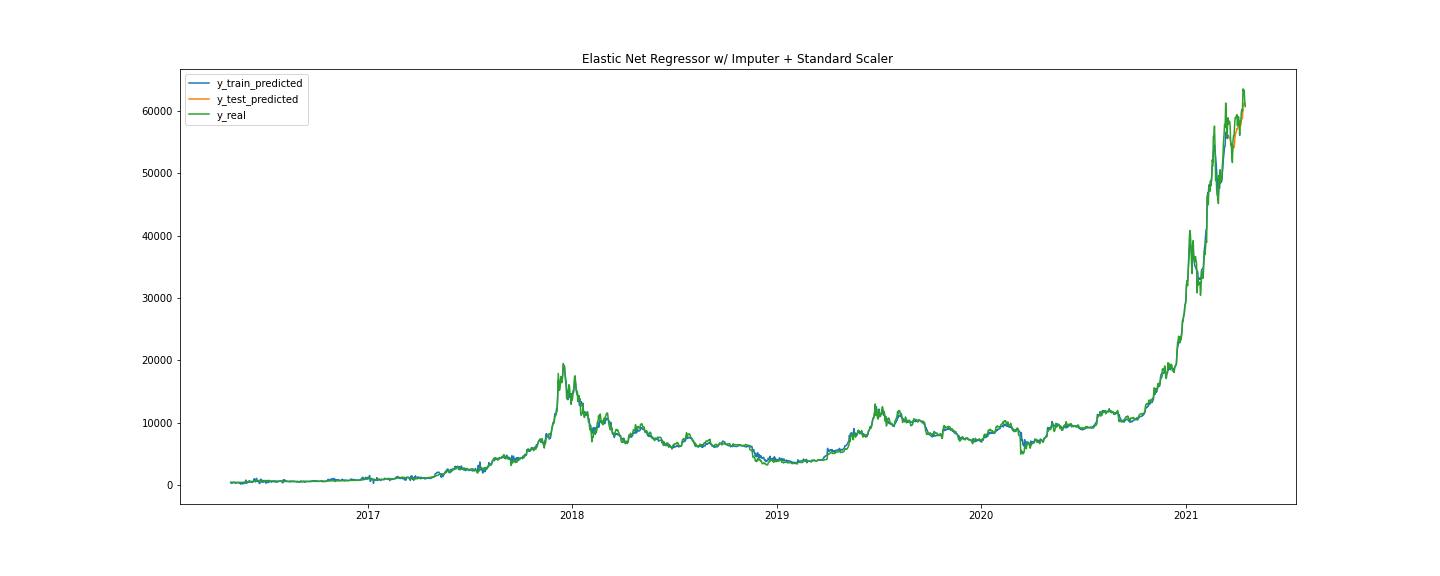 Elastic Net Regressor w/ Imputer + Standard Scaler
y_train_predicted
y_test_predicted
y_real
60000
50000
40000
30000
20000
10000
0
2017 2018 2019 2020 2021